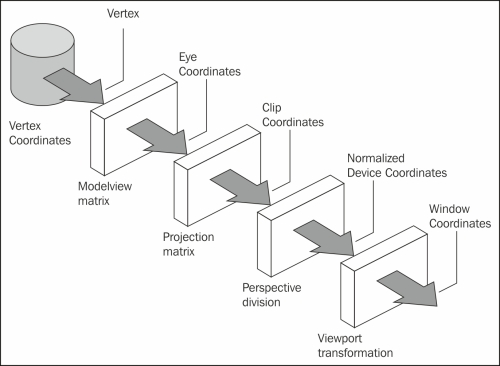 Vertex
Eye
Coordinates
Clip
Coordinates
Vertex
Coordinates
Normalized
Device Coordinates
Modelview
matrix
Window
Coordinates
Projection
matrix
Perspective
division
Viewport
transformation